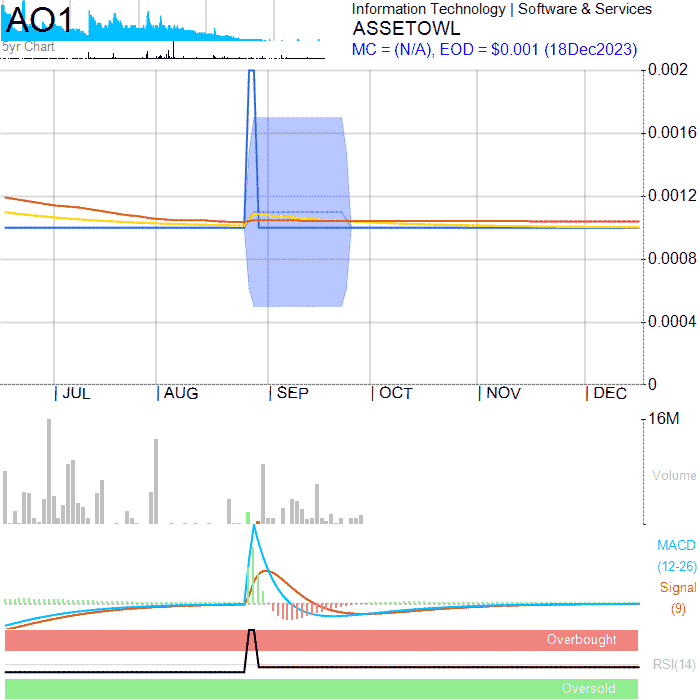 AO1
5yr Chart
Information Technology | Software & Services
ASSETOWL
MC = (N/A), EOD = $0.001 (18Dec2023)
0.002
0.0016
0.0012
0.0008
0.0004
0
JUL
AUG
SEP
OCT
NOV
DEC
16M
Volume
MACD
(12-26)
Signal
(9)
Overbought
RSI(14)
Oversold